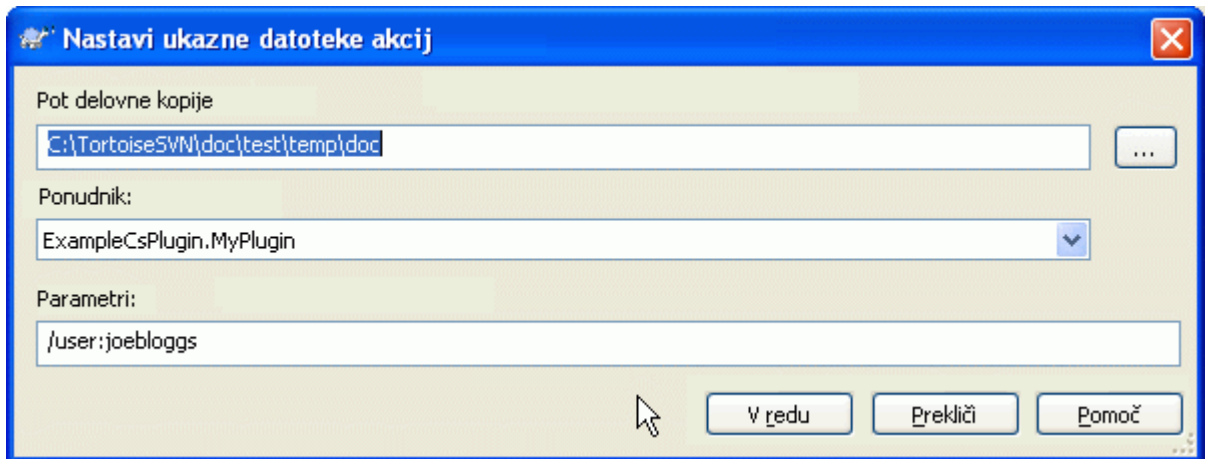 Nastavi ukazne datoteke akcij
Pot delovne kopije
C:\TortoiseSVN\doc\test\temp\doc
...
Ponudnik:
ExampleCsPlugin.MyPlugin
Parametri:
/user:joebloggs
V redu Prekliči Pomoč